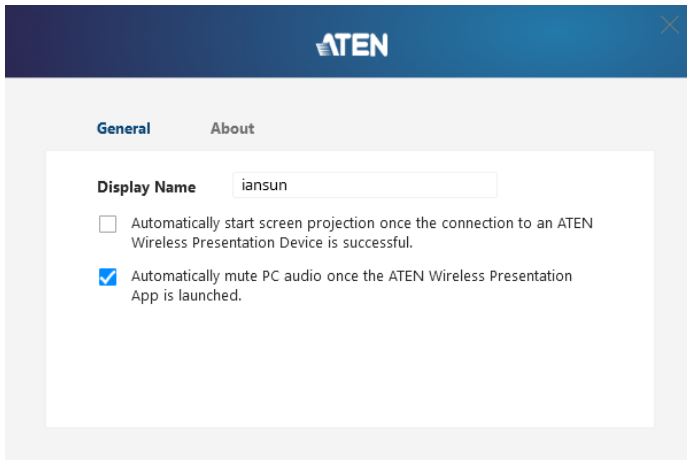 ATEN
General About
Display Name iansun
Automatically start screen projection once the connection to an ATEN
Wireless Presentation Device is successful.
Automatically mute PC audio once the ATEN Wireless Presentation
App is launched.